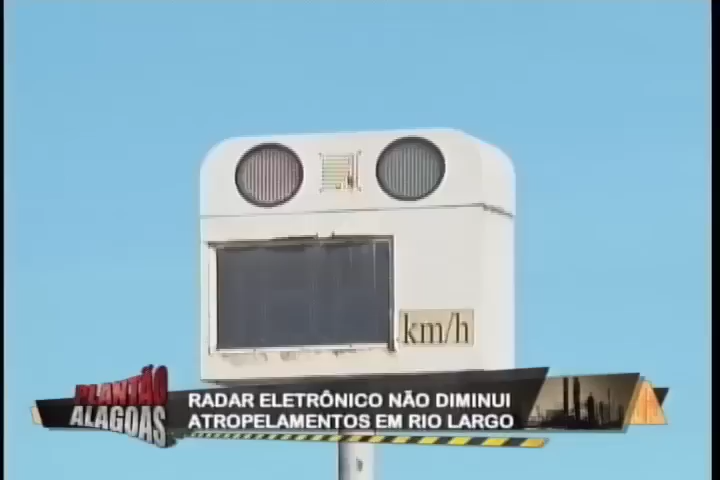 km/h
PLANTÃO
ALAGOAS
RADAR ELETRÔNICO NÃO DIMINUI
ATROPELAMENTOS EM RIO LARGO